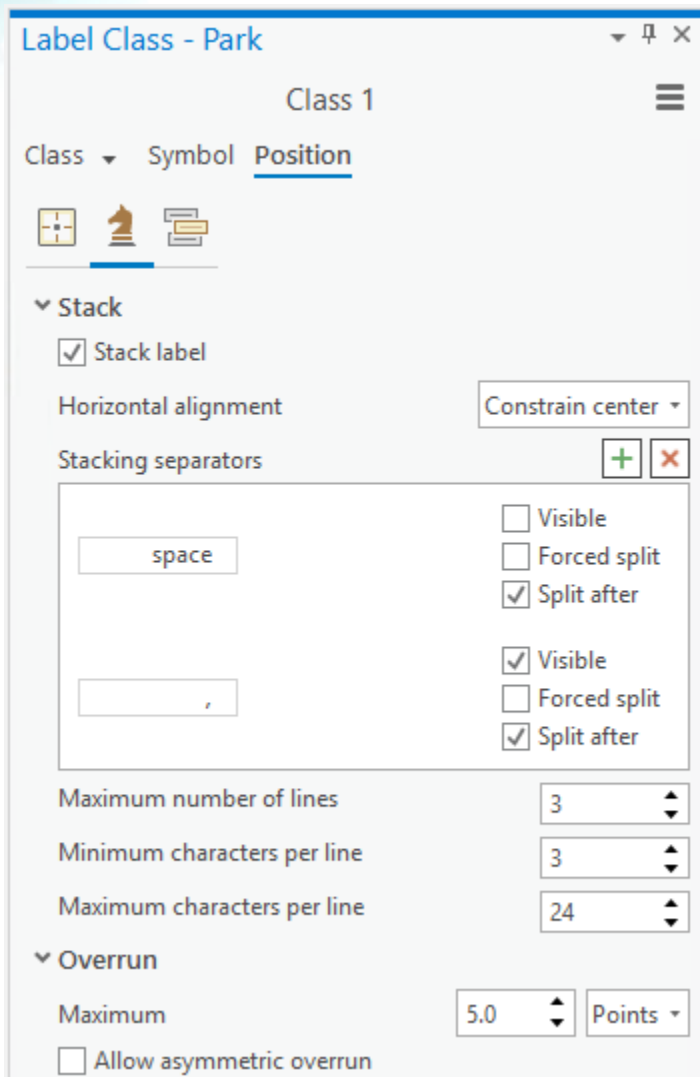 Label Class - Park
Class 1
Class Symbol Position
Stack
Stack label
Horizontal alignment Constrain center
Stacking separators
Visible
space Forced split
Split after
Visible
, Forced split
Split after
Maximum number of lines 3
Minimum characters per line 3
Maximum characters per line 24
Overrun
Maximum 5.0 Points
Allow asymmetric overrun